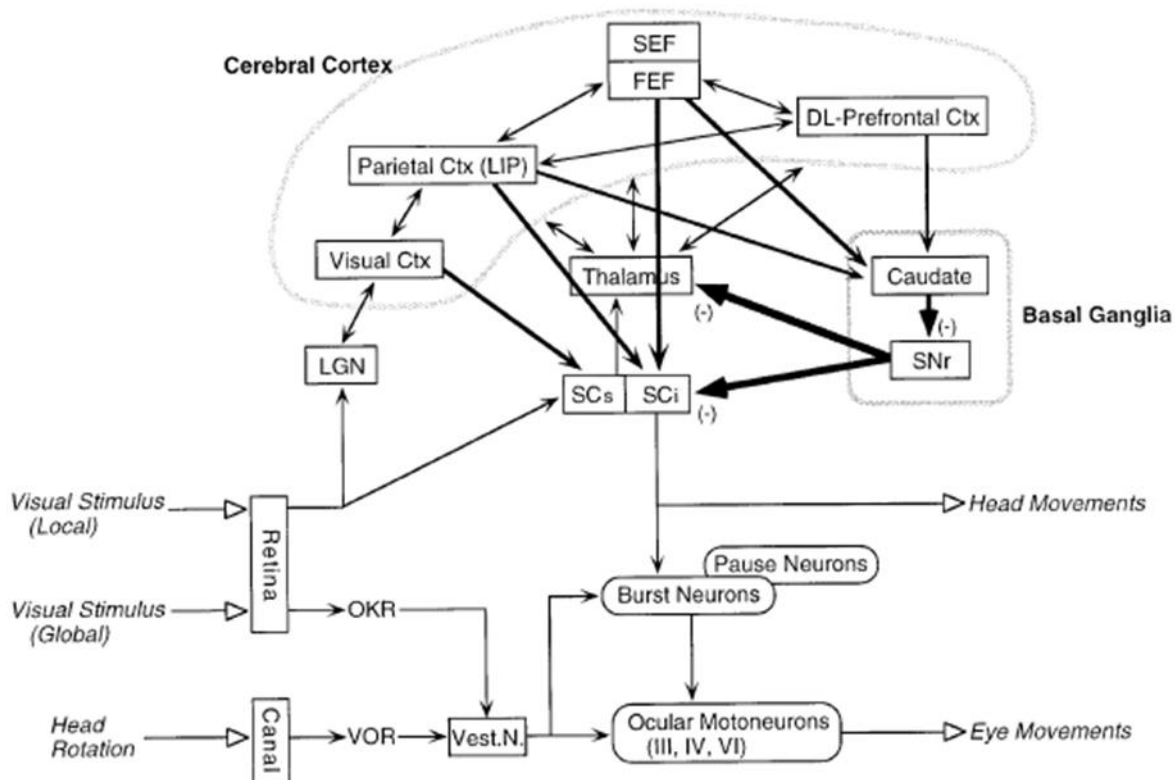 SEF
Cerebral Cortex
FEF
DL-Prefrontal Ctx
Parietal Ctx (LIP)
Visual Ctx
Thalamus
Caudate
(-)
(-)
Basal Ganglia
LGN
SNr
SCs
SCi
(-)
Visual Stimulus
(Local)
Head Movements
Retina
Pause Neurons
Burst Neurons
Visual Stimulus
(Global)
OKR
Head
Rotation
Canal
VOR
Vest.N.
Ocular Motoneurons
(III, IV, VI)
Eye Movements